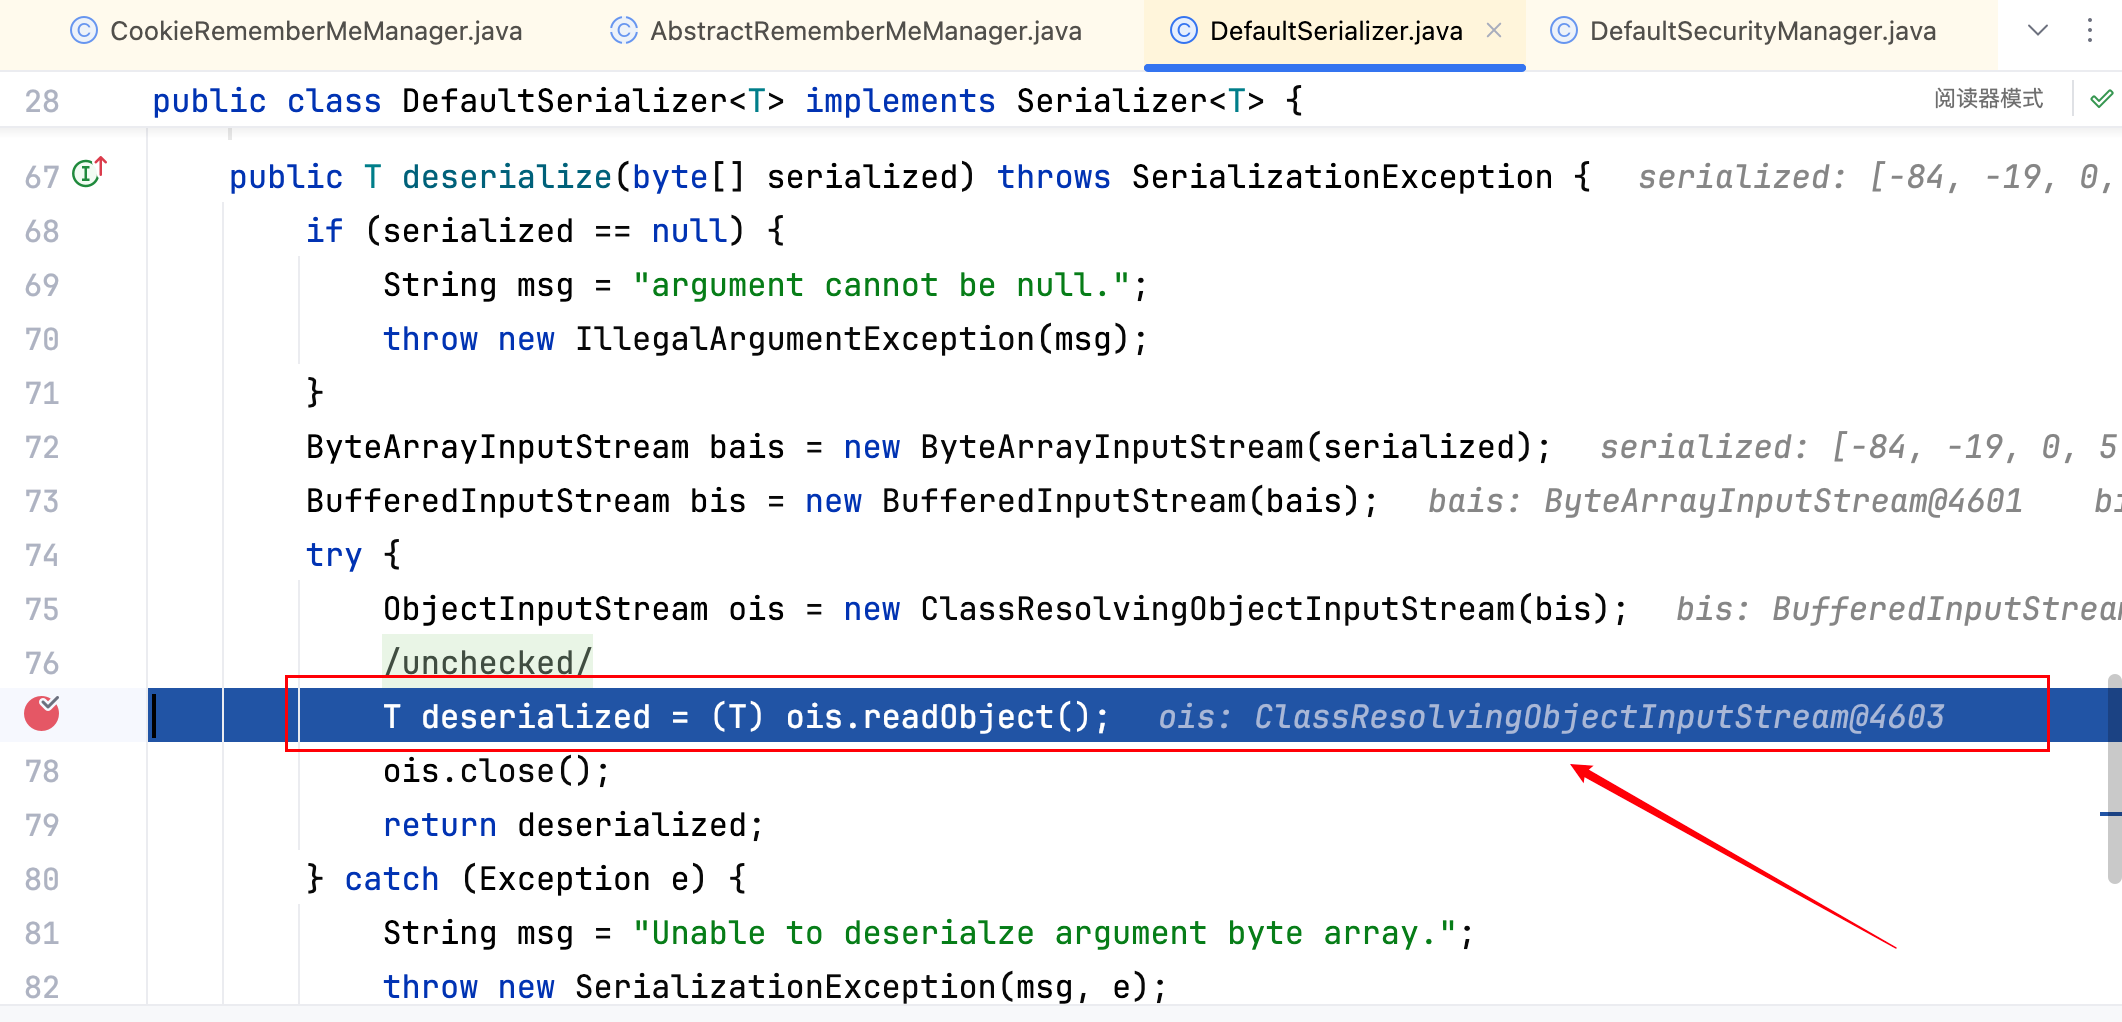 CookieRememberMeManager.java AbstractRememberMeManager.java DefaultSerializer.java DefaultSecurityManager.java
28 public class DefaultSerializer<T> implements Serializer<T> { 阅读器模式
67 public T deserialize(byte[] serialized) throws SerializationException { serialized: [-84, -19, 0,
68 if (serialized == null) {
69 String msg = "argument cannot be null.";
70 throw new IllegalArgumentException(msg);
71 }
72 ByteArrayInputStream bais = new ByteArrayInputStream(serialized); serialized: [-84, -19, 0, 5
73 BufferedInputStream bis = new BufferedInputStream(bais); bais: ByteArrayInputStream@4601 bi
74 try {
75 ObjectInputStream ois = new ClassResolvingObjectInputStream(bis); bis: BufferedInputStream
76 /unchecked/
T deserialized = (T) ois.readObject(); ois: ClassResolvingObjectInputStream@4603
78 ois.close();
79 return deserialized;
80 } catch (Exception e) {
81 String msg = "Unable to deserialze argument byte array.";
82 throw new SerializationException(msg, e);